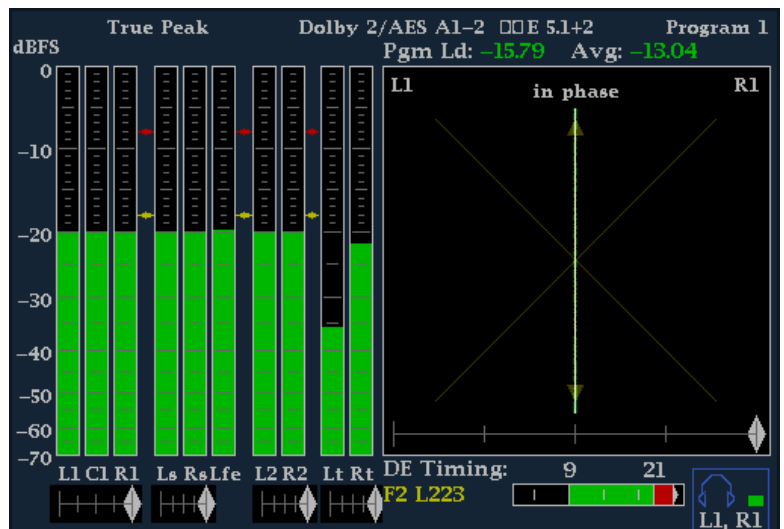 True Peak Dolby 2/AES A1-2 □□E 5.1+2 Program 1
dBFS Pgm Ld: -15.79 Avg: -13.04
0
-10
-20
-30
-40
-50
-60
-70
L1 in phase R1
L1 C1 R1 Ls Rs Lfe L2 R2 Lt Rt
DE Timing: 9 21
F2 L223
L1, R1